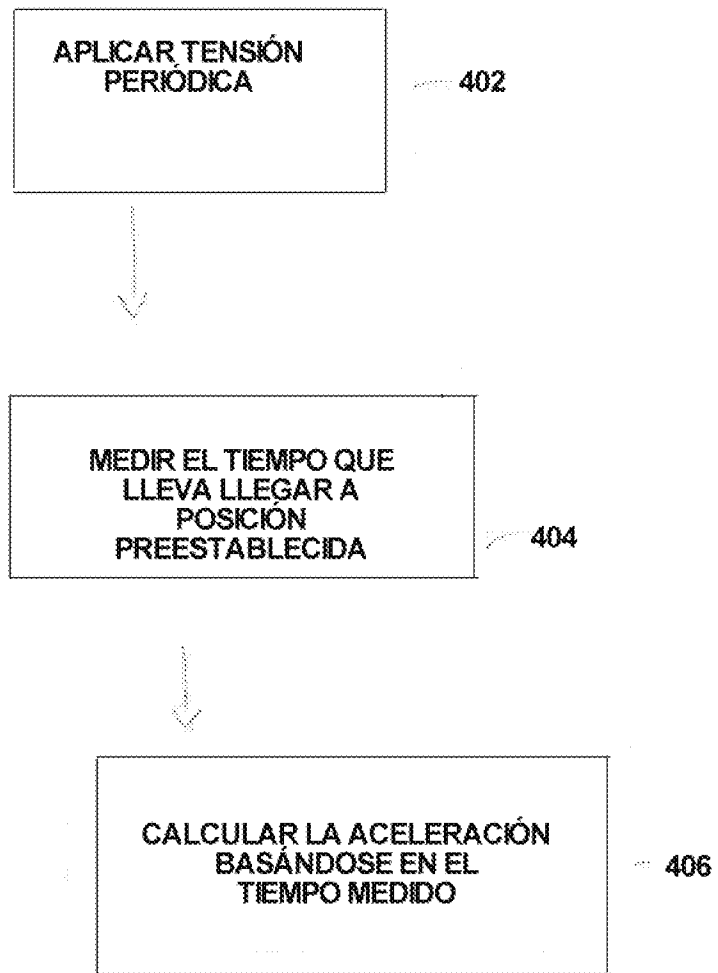 APLICAR TENSIÓN
PERIÓDICA
402
MEDIR EL TIEMPO QUE
LLEVA LLEGAR A
POSICIÓN
PREESTABLECIDA
404
CALCULAR LA ACELERACIÓN
BASÁNDOSE EN EL
TIEMPO MEDIDO
406